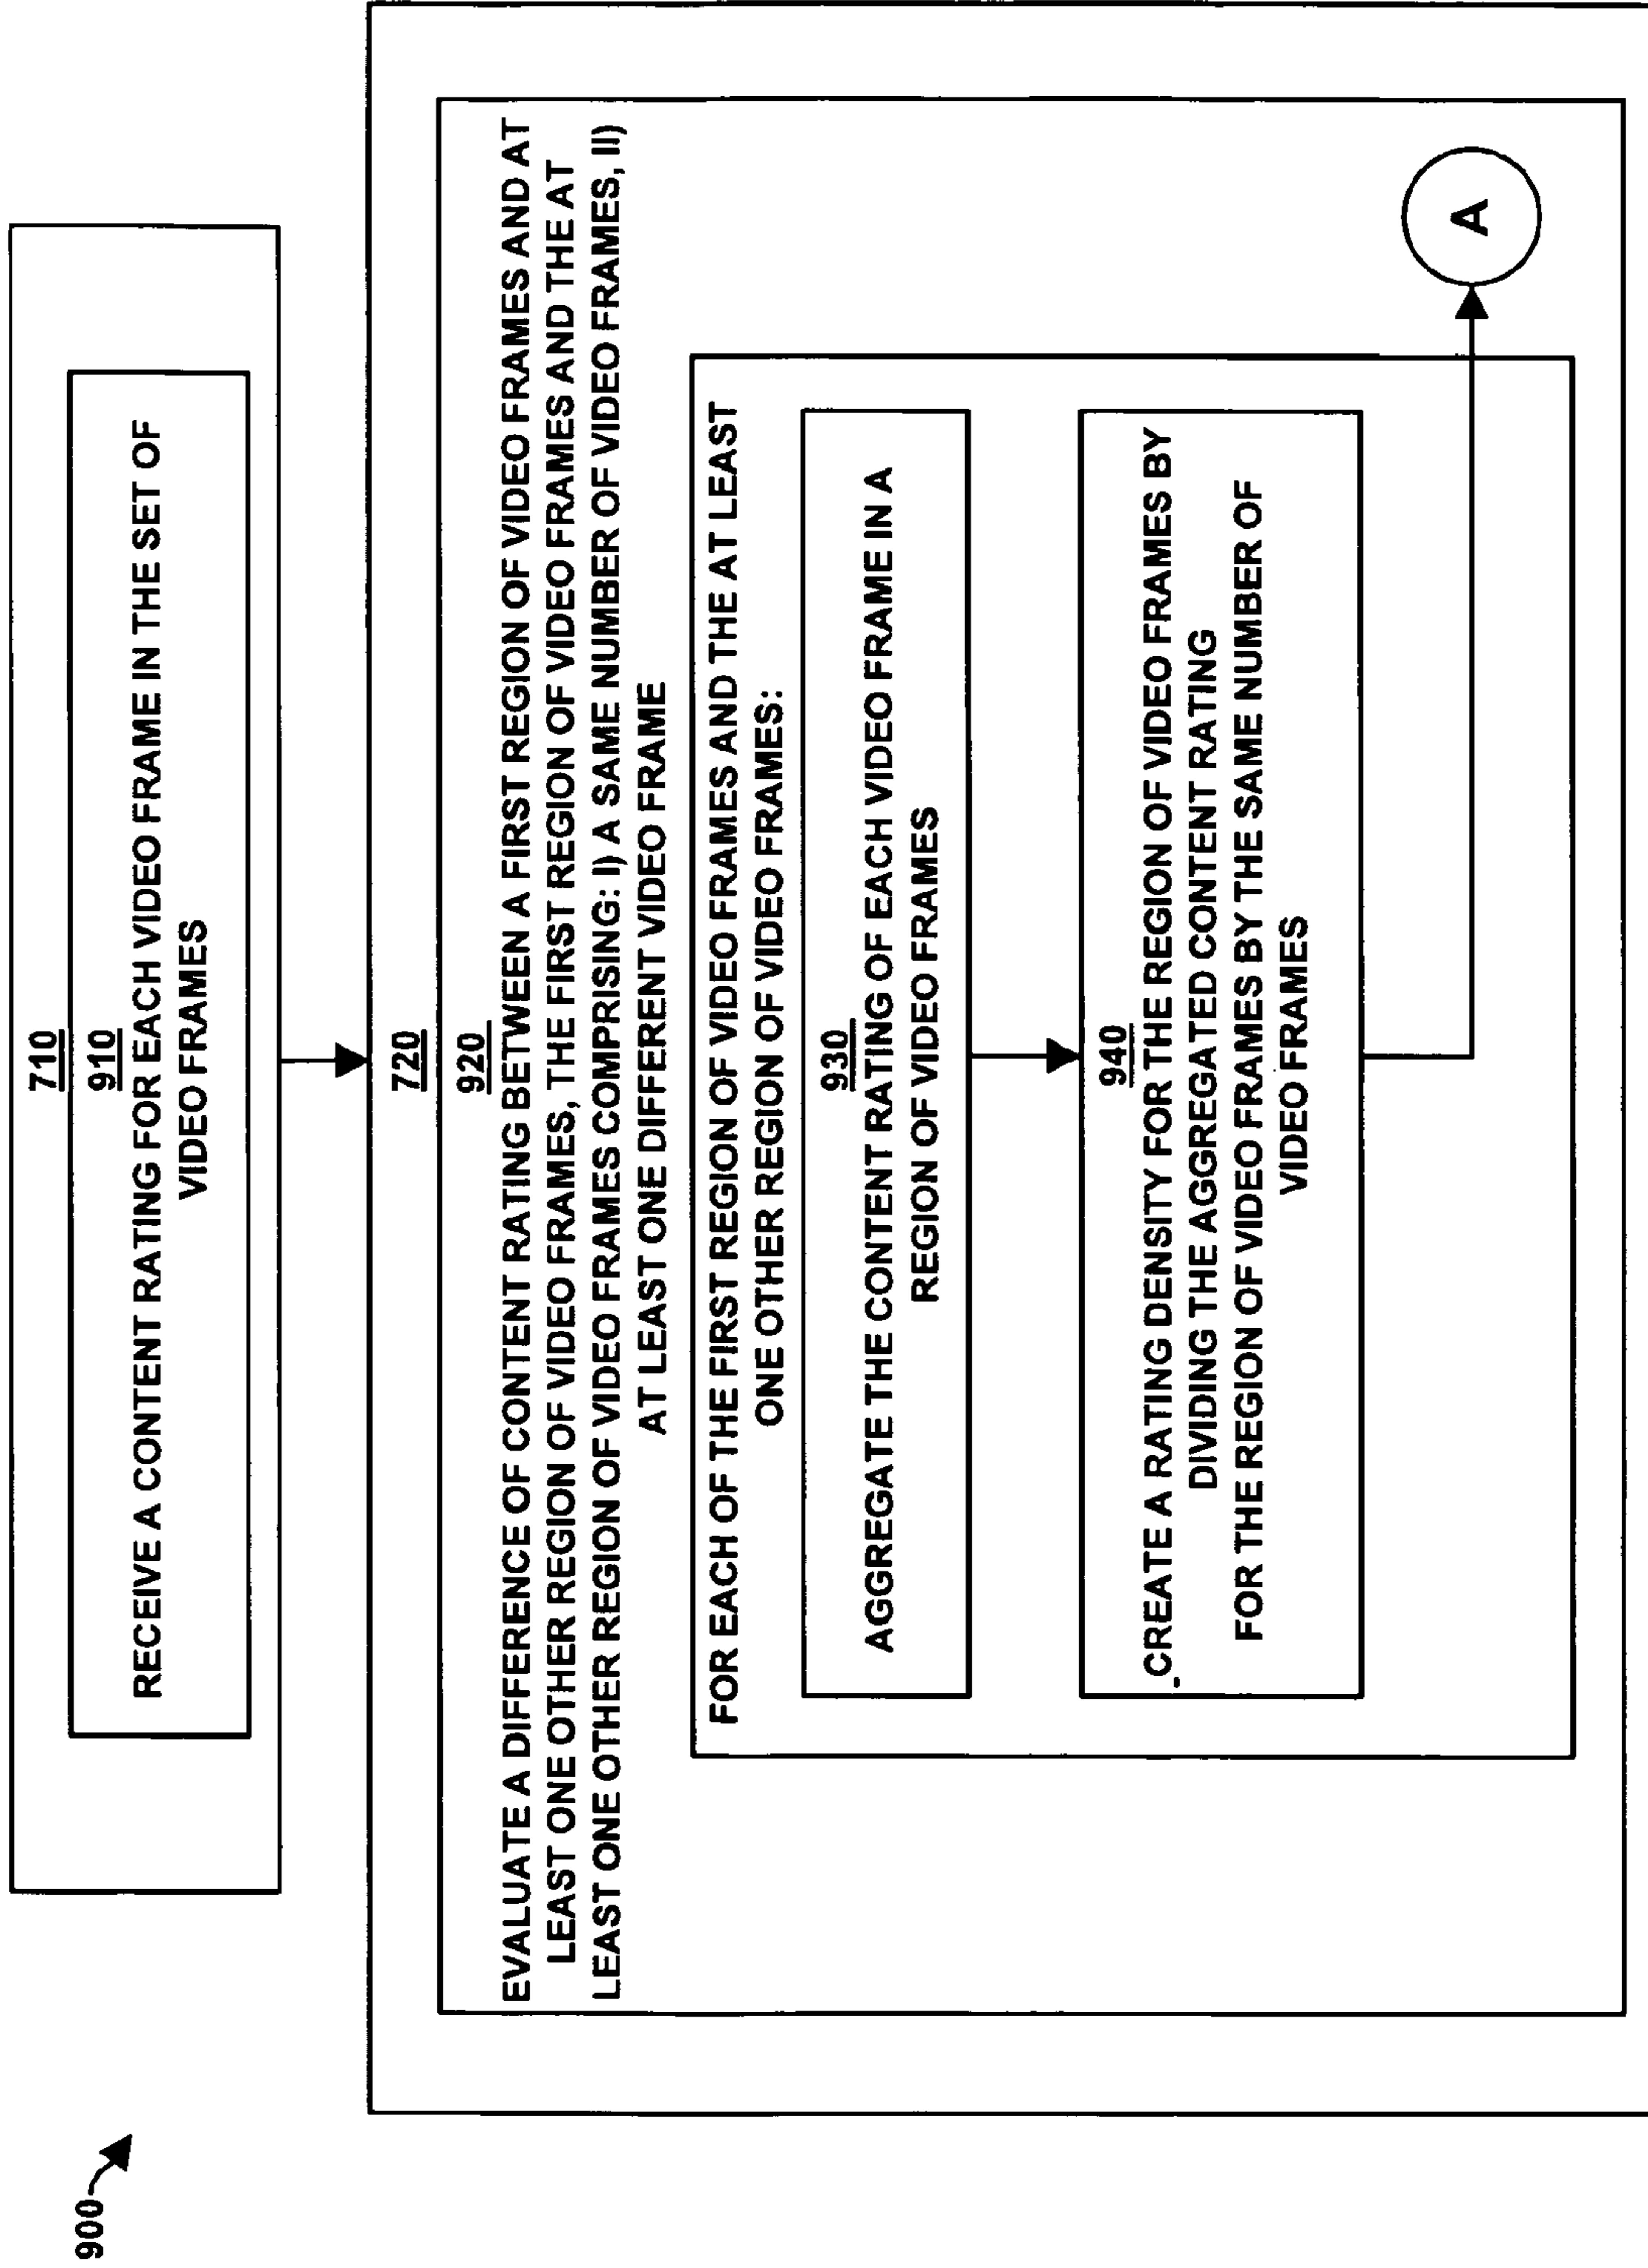 900
710
910
RECEIVE A CONTENT RATING FOR EACH VIDEO FRAME IN THE SET OF
VIDEO FRAMES
720
920
EVALUATE A DIFFERENCE OF CONTENT RATING BETWEEN A FIRST REGION OF VIDEO FRAMES AND AT
LEAST ONE OTHER REGION OF VIDEO FRAMES, THE FIRST REGION OF VIDEO FRAMES AND THE AT
LEAST ONE OTHER REGION OF VIDEO FRAMES COMPRISING: I) A SAME NUMBER OF VIDEO FRAMES, II)
AT LEAST ONE DIFFERENT VIDEO FRAME
FOR EACH OF THE FIRST REGION OF VIDEO FRAMES AND THE AT LEAST
ONE OTHER REGION OF VIDEO FRAMES:
930
AGGREGATE THE CONTENT RATING OF EACH VIDEO FRAME IN A
REGION OF VIDEO FRAMES
940
CREATE A RATING DENSITY FOR THE REGION OF VIDEO FRAMES BY
DIVIDING THE AGGREGATED CONTENT RATING
FOR THE REGION OF VIDEO FRAMES BY THE SAME NUMBER OF
VIDEO FRAMES
A